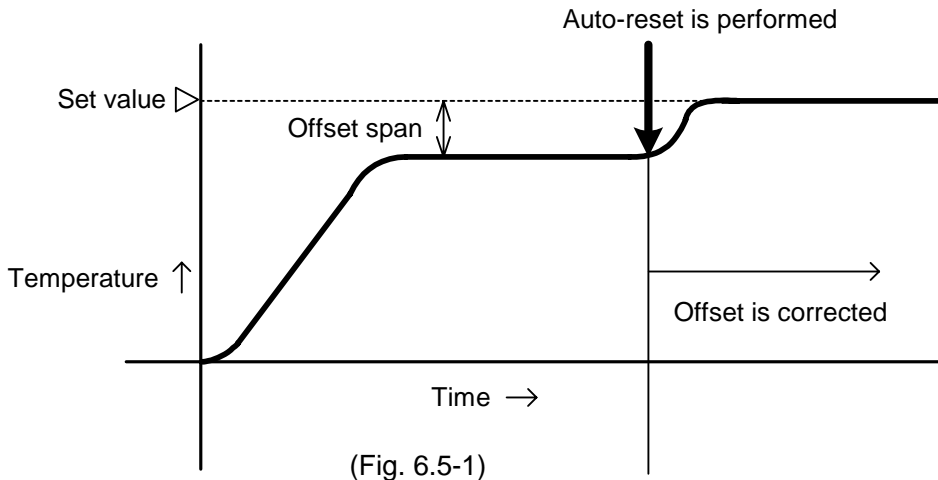 Auto-reset is performed
Set value
Offset span
Temperature
Offset is corrected
Time
(Fig. 6.5-1)